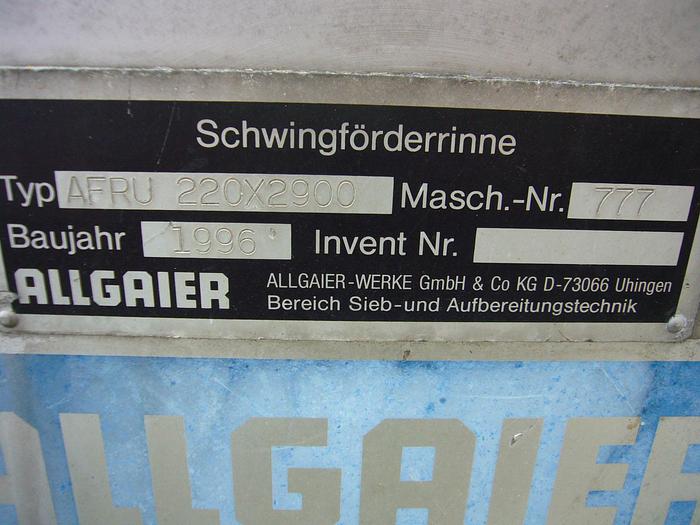 Schwingförderrinne
Typ AFRU 220X2900 Masch.-Nr. 777
Baujahr 1996 Invent Nr.
ALLGAIER ALLGAIER-WERKE GmbH & Co KG D-73066 Uhingen
Bereich Sieb-und Aufbereitungstechnik
ALLGAIER